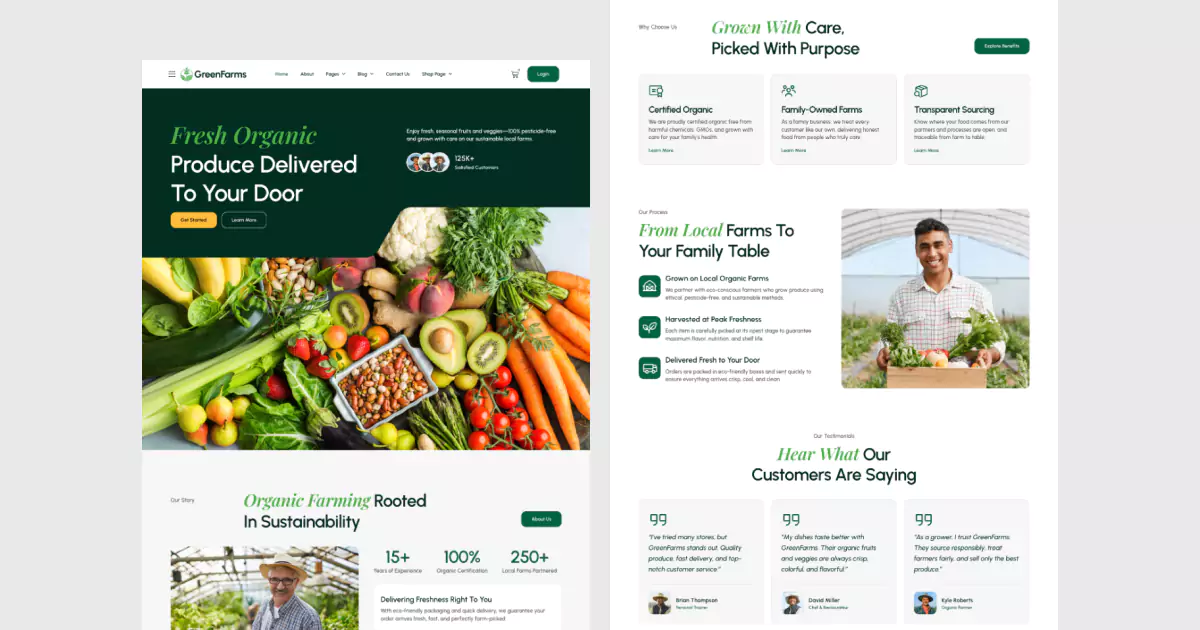 GreenFarms
Home
About
Pages
Blog
Contact Us
Shop Page
Login
Fresh Organic
Produce Delivered
To Your Door
Get Started
Learn More
Enjoy fresh, seasonal fruits and veggies—100% pesticide-free
and grown with care on our sustainable local farms.
125K+
Satisfied Customers
Our Story
Organic Farming Rooted
In Sustainability
About Us
15+
Years of Experience
100%
Organic Certification
250+
Local Farms Partnered
Delivering Freshness Right To You
With eco-friendly packaging and quick delivery, we guarantee your
order arrives fresh, fast, and perfectly farm-picked
Why Choose Us
Grown With Care,
Picked With Purpose
Explore Benefits
Certified Organic
We are proudly certified organic free from
harmful chemicals, GMOs, and grown with
care for your family's health.
Learn More
Family-Owned Farms
As a family business, we treat every
customer like our own, delivering honest
food from people who truly care.
Learn More
Transparent Sourcing
Know where your food comes from our
partners and processes are open, and
traceable from farm to table.
Learn More
Our Process
From Local Farms To
Your Family Table
Grown on Local Organic Farms
We partner with eco-conscious farmers who grow produce using
ethical, pesticide-free, and sustainable methods.
Harvested at Peak Freshness
Each item is carefully picked at its ripest stage to guarantee
maximum flavor, nutrition, and shelf life.
Delivered Fresh to Your Door
Orders are packed in eco-friendly boxes and sent quickly to
ensure everything arrives crisp, cool, and clean
Our Testimonials
Hear What Our
Customers Are Saying
"I've tried many stores, but
GreenFarms stands out. Quality
produce, fast delivery, and top-
notch customer service."
Brian Thompson
Personal Trainer
"My dishes taste better with
GreenFarms. Their organic fruits
and veggies are always crisp,
colorful, and flavorful."
David Miller
Chef & Restaurateur
"As a grower, I trust GreenFarms.
They source responsibly, treat
farmers fairly, and sell only the best
produce."
Kyle Roberts
Organic Farmer